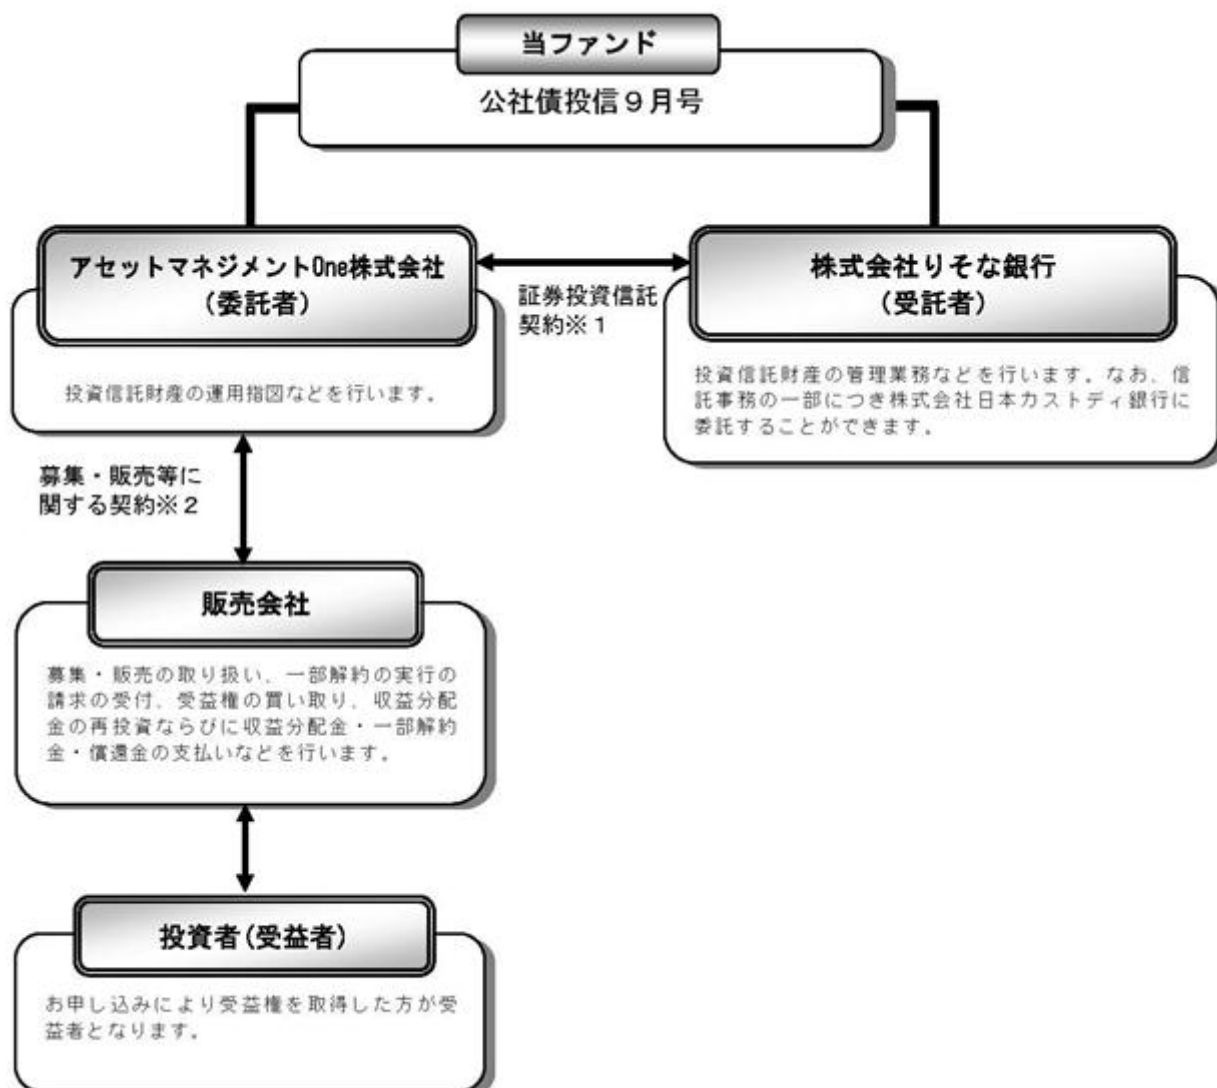 当ファンド
公社債投信９月号
アセットマネジメントOne株式会社
（委託者）
投資信託財産の運用指図などを行います。
証券投資信託
契約※１
株式会社りそな銀行
（受託者）
投資信託財産の管理業務などを行います。なお、信
託事務の一部につき株式会社日本カストディ銀行に
委託することができます。
募集・販売等に
関する契約※２
販売会社
募集・販売の取り扱い、一部解約の実行の
請求の受付、受益権の買い取り、収益分配
金の再投資ならびに収益分配金・一部解約
金・償還金の支払いなどを行います。
投資者（受益者）
お申し込みにより受益権を取得した方が受
益者となります。